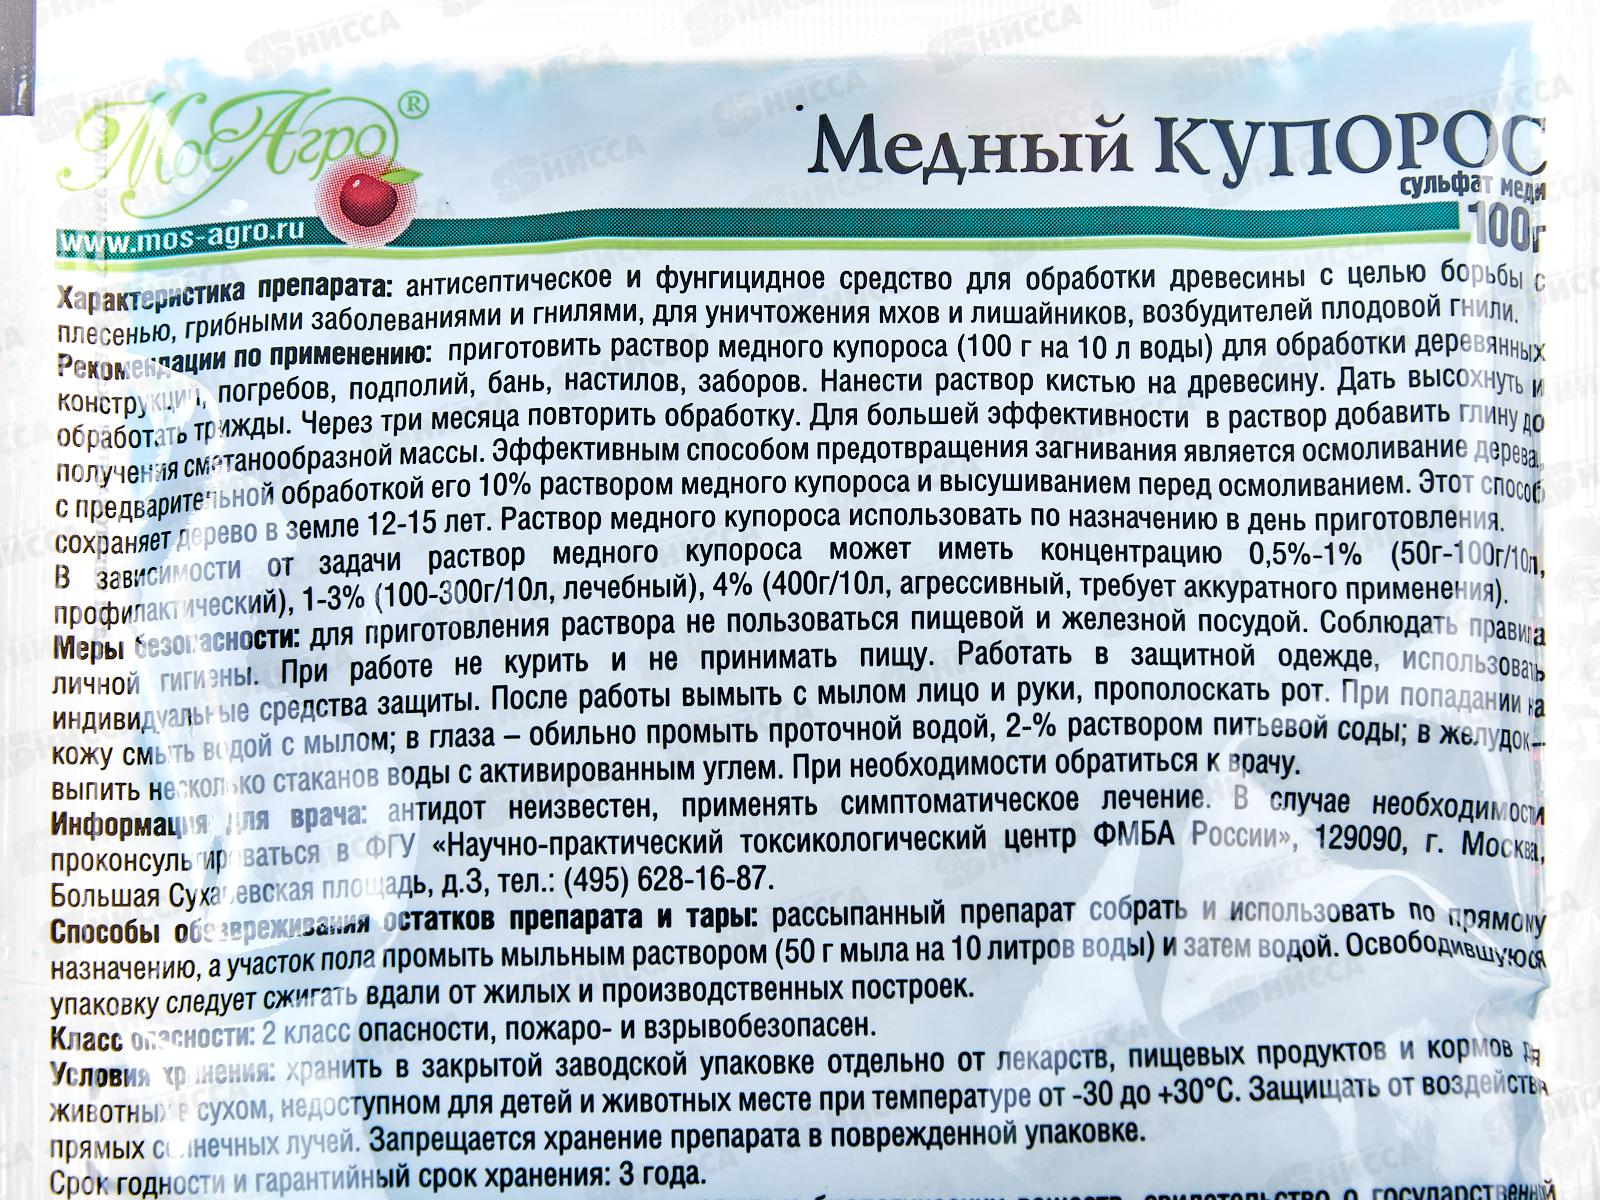 МосАгро®
Медный КУПОРОС
сульфат меди
100г
www.mos-agro.ru
Характеристика препарата: антисептическое и фунгицидное средство для обработки древесины с целью борьбы с
плесенью, грибными заболеваниями и гнилями, для уничтожения мхов и лишайников, возбудителей плодовой гнили.
Рекомендации по применению: приготовить раствор медного купороса (100 г на 10 л воды) для обработки деревянных
конструкций, погребов, подполий, бань, настилов, заборов. Нанести раствор кистью на древесину. Дать высохнуть и
обработать трижды. Через три месяца повторить обработку. Для большей эффективности в раствор добавить глину до
получения сметанообразной массы. Эффективным способом предотвращения загнивания является осмоливание дерева,
с предварительной обработкой его 10% раствором медного купороса и высушиванием перед осмоливанием. Этот способ
сохраняет дерево в земле 12-15 лет. Раствор медного купороса использовать по назначению в день приготовления.
В зависимости от задачи раствор медного купороса может иметь концентрацию 0,5%-1% (50г-100г/10л,
профилактический), 1-3% (100-300г/10л, лечебный), 4% (400г/10л, агрессивный, требует аккуратного применения).
Меры безопасности: для приготовления раствора не пользоваться пищевой и железной посудой. Соблюдать правила
личной гигиены. При работе не курить и не принимать пищу. Работать в защитной одежде, использовать
индивидуальные средства защиты. После работы вымыть с мылом лицо и руки, прополоскать рот. При попадании на
кожу смыть водой с мылом; в глаза – обильно промыть проточной водой, 2-% раствором питьевой соды; в желудок –
выпить несколько стаканов воды с активированным углем. При необходимости обратиться к врачу.
Информация для врача: антидот неизвестен, применять симптоматическое лечение. В случае необходимости
проконсультироваться в ФГУ «Научно-практический токсикологический центр ФМБА России», 129090, г. Москва,
Большая Сухаревская площадь, д.3, тел.: (495) 628-16-87.
Способы обезвреживания остатков препарата и тары: рассыпанный препарат собрать и использовать по прямому
назначению, а участок пола промыть мыльным раствором (50 г мыла на 10 литров воды) и затем водой. Освободившуюся
упаковку следует сжигать вдали от жилых и производственных построек.
Класс опасности: 2 класс опасности, пожаро- и взрывобезопасен.
Условия хранения: хранить в закрытой заводской упаковке отдельно от лекарств, пищевых продуктов и кормов для
животных в сухом, недоступном для детей и животных месте при температуре от -30 до +30°С. Защищать от воздействия
прямых солнечных лучей. Запрещается хранение препарата в поврежденной упаковке.
Срок годности и гарантийный срок хранения: 3 года.
свидетельство о государственной